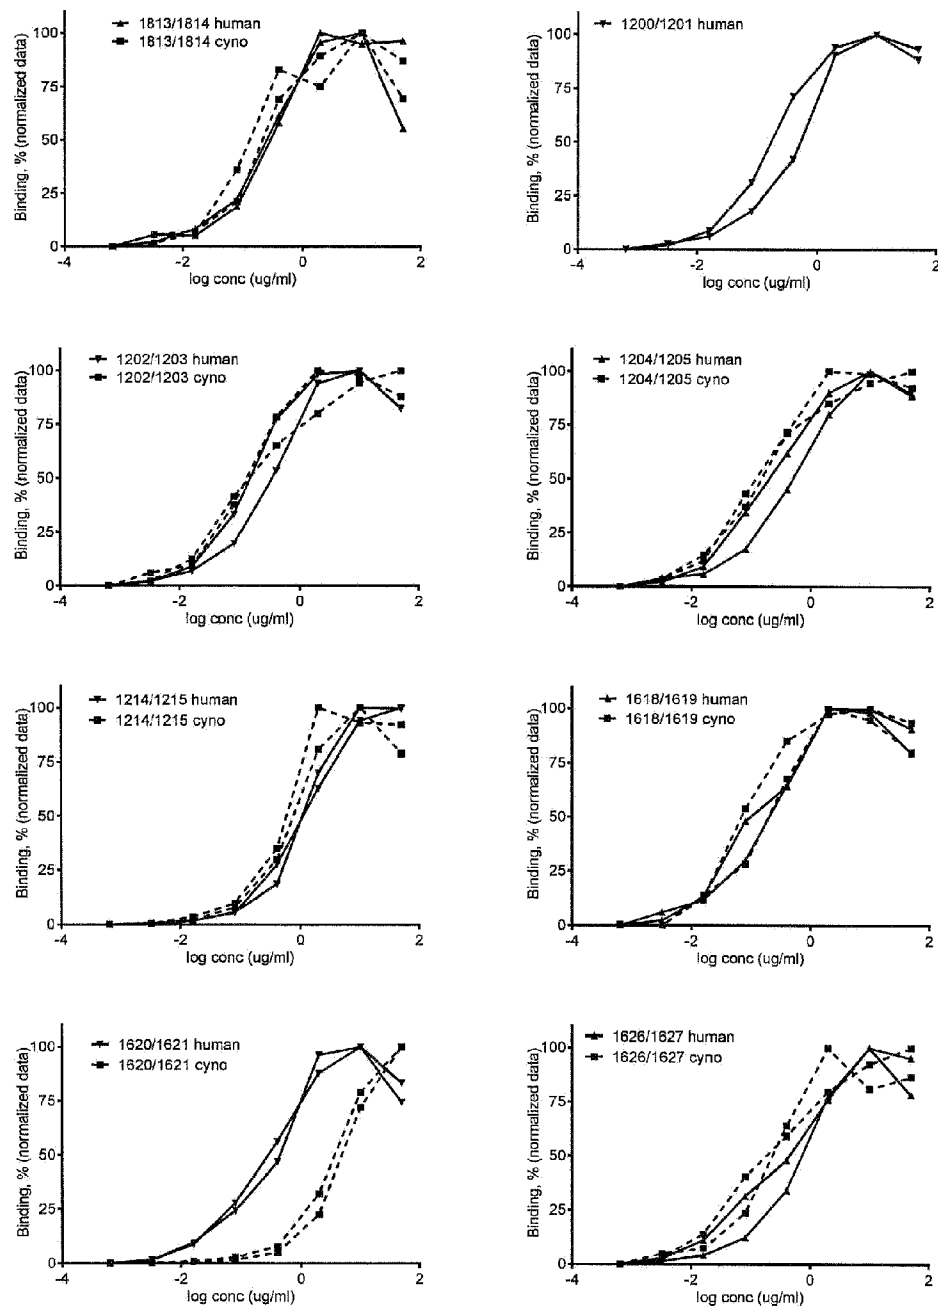 1813/1814 human
1813/1814 cyno
Binding, % (normalized data)
100
75
50
25
0
-4
-2
0
2
log conc (ug/ml)
1200/1201 human
Binding, % (normalized data)
100
75
50
25
0
-4
-2
0
2
log conc (ug/ml)
1202/1203 human
1202/1203 cyno
Binding, % (normalized data)
100
75
50
25
0
-4
-2
0
2
log conc (ug/ml)
1204/1205 human
1204/1205 cyno
Binding, % (normalized data)
100
75
50
25
0
-4
-2
0
2
log conc (ug/ml)
1214/1215 human
1214/1215 cyno
Binding, % (normalized data)
100
75
50
25
0
-4
-2
0
2
log conc (ug/ml)
1618/1619 human
1618/1619 cyno
Binding, % (normalized data)
100
75
50
25
0
-4
-2
0
2
log conc (ug/ml)
1620/1621 human
1620/1621 cyno
Binding, % (normalized data)
100
75
50
25
0
-4
-2
0
2
log conc (ug/ml)
1626/1627 human
1626/1627 cyno
Binding, % (normalized data)
100
75
50
25
0
-4
-2
0
2
log conc (ug/ml)